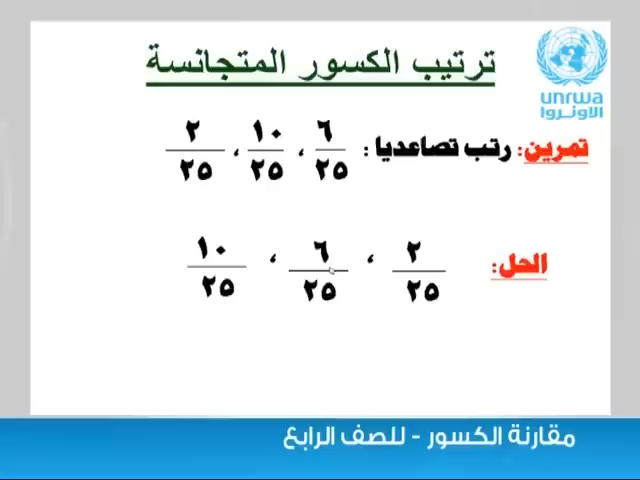 ترتيب الكسور المتجانسة
unrwa
الاونروا
تمرين: رتب تصاعديا : ٦/٢٥ ، ١٠/٢٥ ، ٢/٢٥
الحل: ٢/٢٥ ، ٦/٢٥ ، ١٠/٢٥
مقارنة الكسور - للصف الرابع